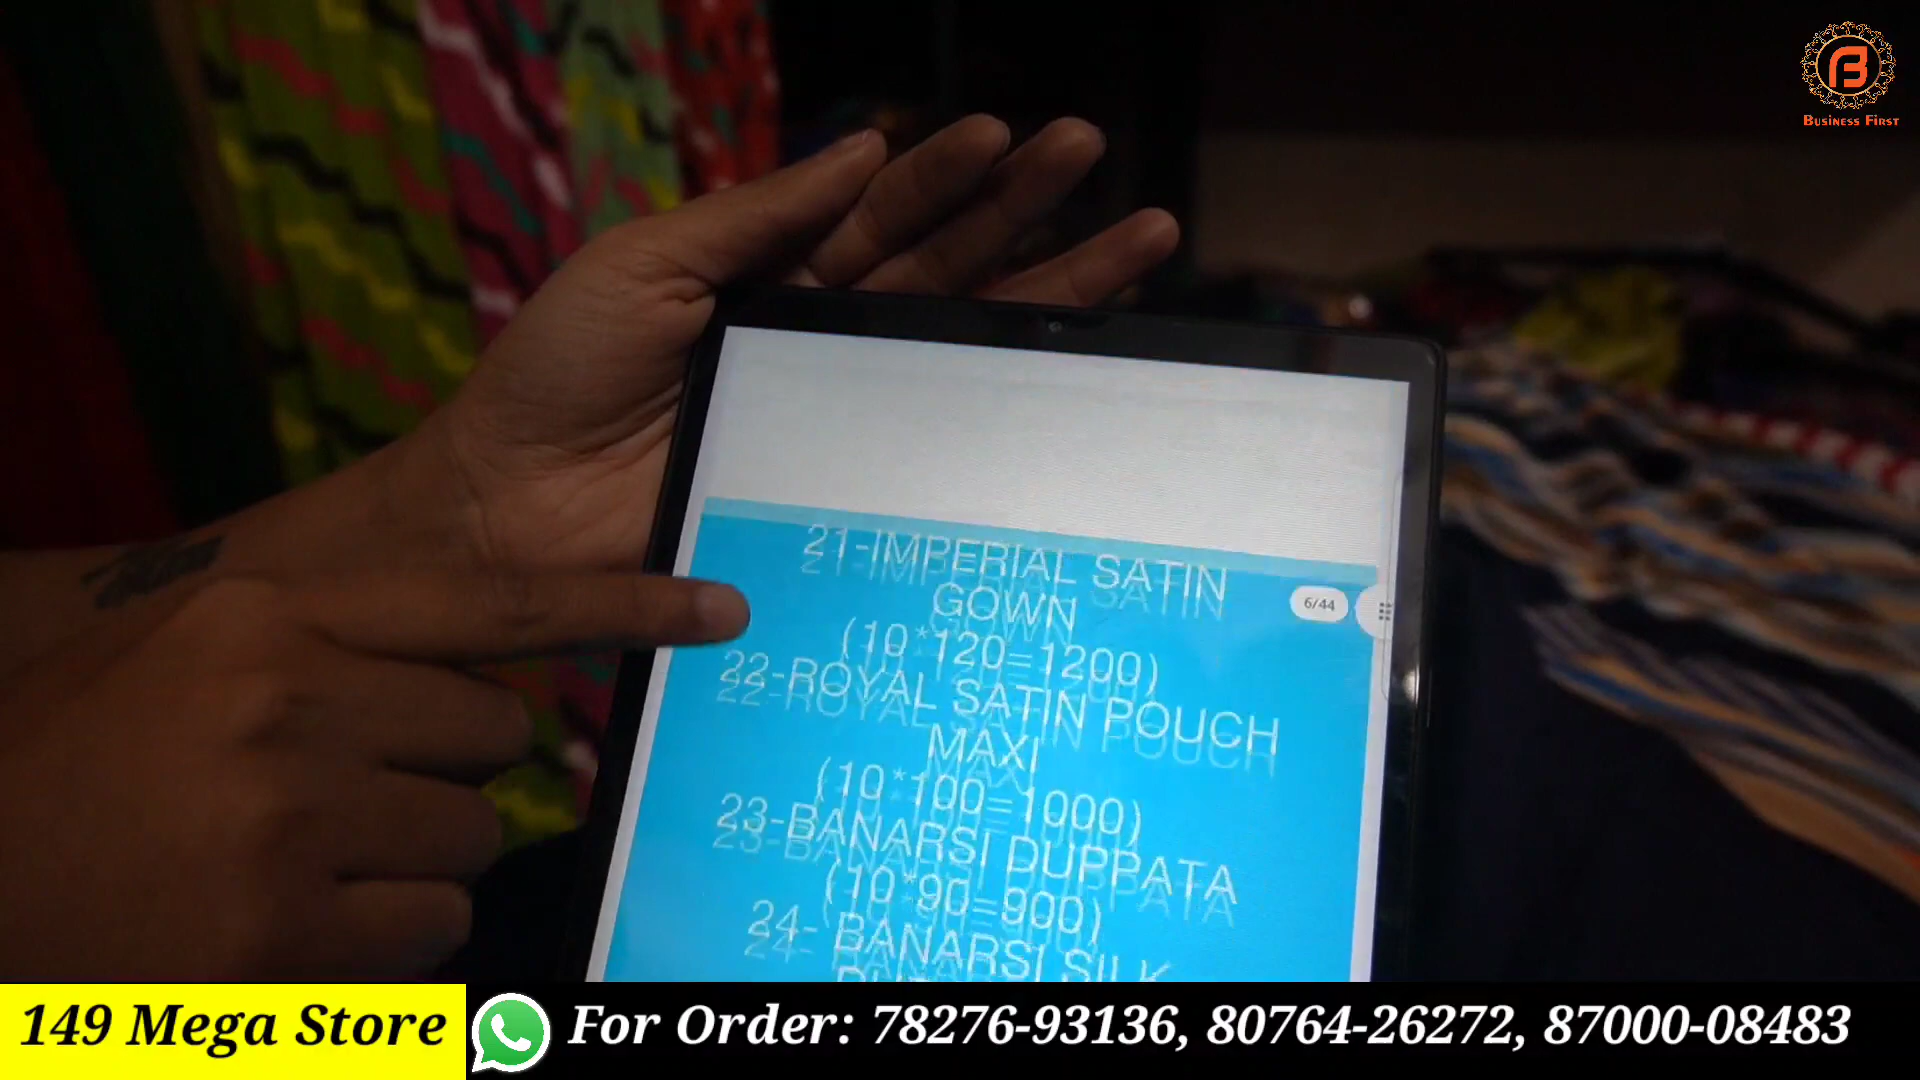 BUSINESS FIRST
21-IMPERIAL SATIN
GOWN
6/44
(10*120=1200)
22-ROYAL SATIN POUCH
MAXI
(10*100=1000)
23-BANARSI DUPPATA
(10*90=900)
24- BANARSI SILK
149 Mega Store
For Order: 78276-93136, 80764-26272, 87000-08483